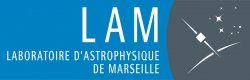 LAM
LABORATOIRE D'ASTROPHYSIQUE
DE MARSEILLE